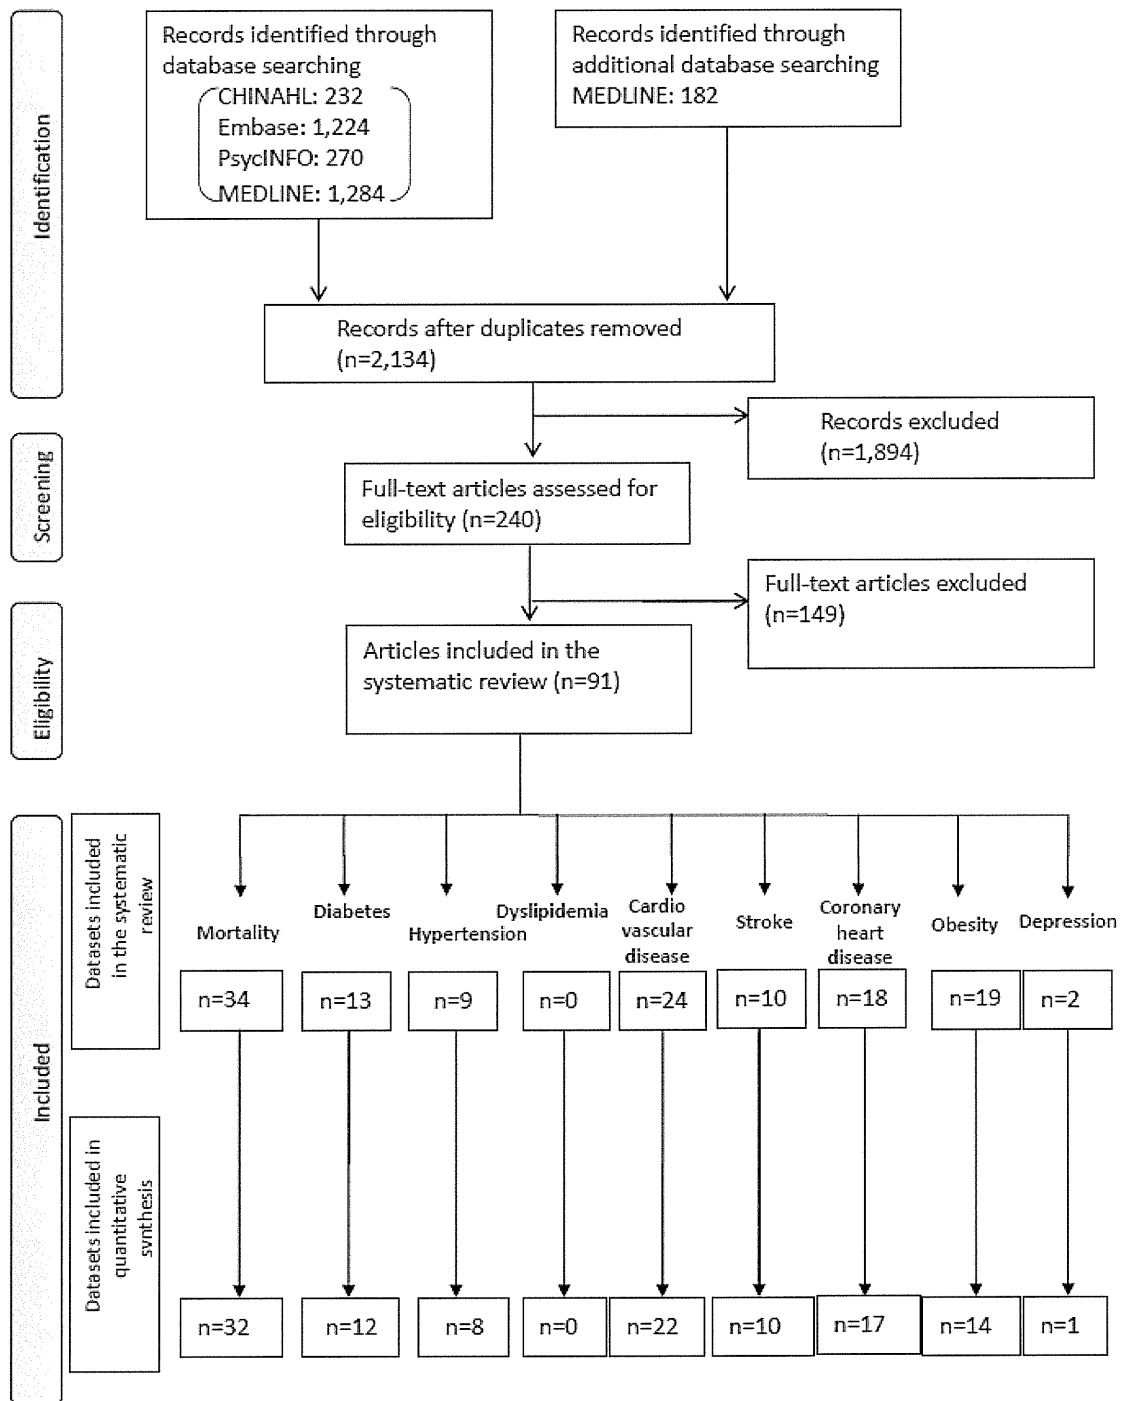 Identification
Records identified through
database searching
CHINAHL: 232
Embase: 1,224
PsycINFO: 270
MEDLINE: 1,284
Records identified through
additional database searching
MEDLINE: 182
Records after duplicates removed
(n=2,134)
Records excluded
(n=1,894)
Screening
Full-text articles assessed for
eligibility (n=240)
Full-text articles excluded
(n=149)
Eligibility
Articles included in the
systematic review (n=91)
Included
Datasets included
in the systematic
review
Mortality
Diabetes
Hypertension
Dyslipidemia
Cardio
vascular
disease
Stroke
Coronary
heart
disease
Obesity
Depression
n=34
n=13
n=9
n=0
n=24
n=10
n=18
n=19
n=2
Datasets included in
quantitative
synthesis
n=32
n=12
n=8
n=0
n=22
n=10
n=17
n=14
n=1